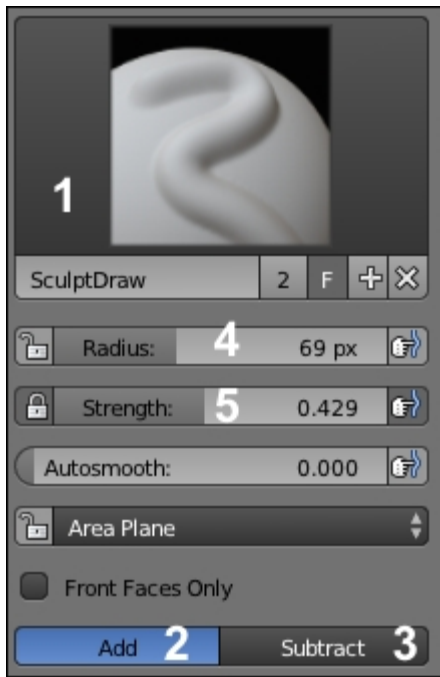 1
SculptDraw 2 F
Radius: 4 69 px
Strength: 5 0.429
Autosmooth: 0.000
Area Plane
Front Faces Only
Add 2 Subtract 3